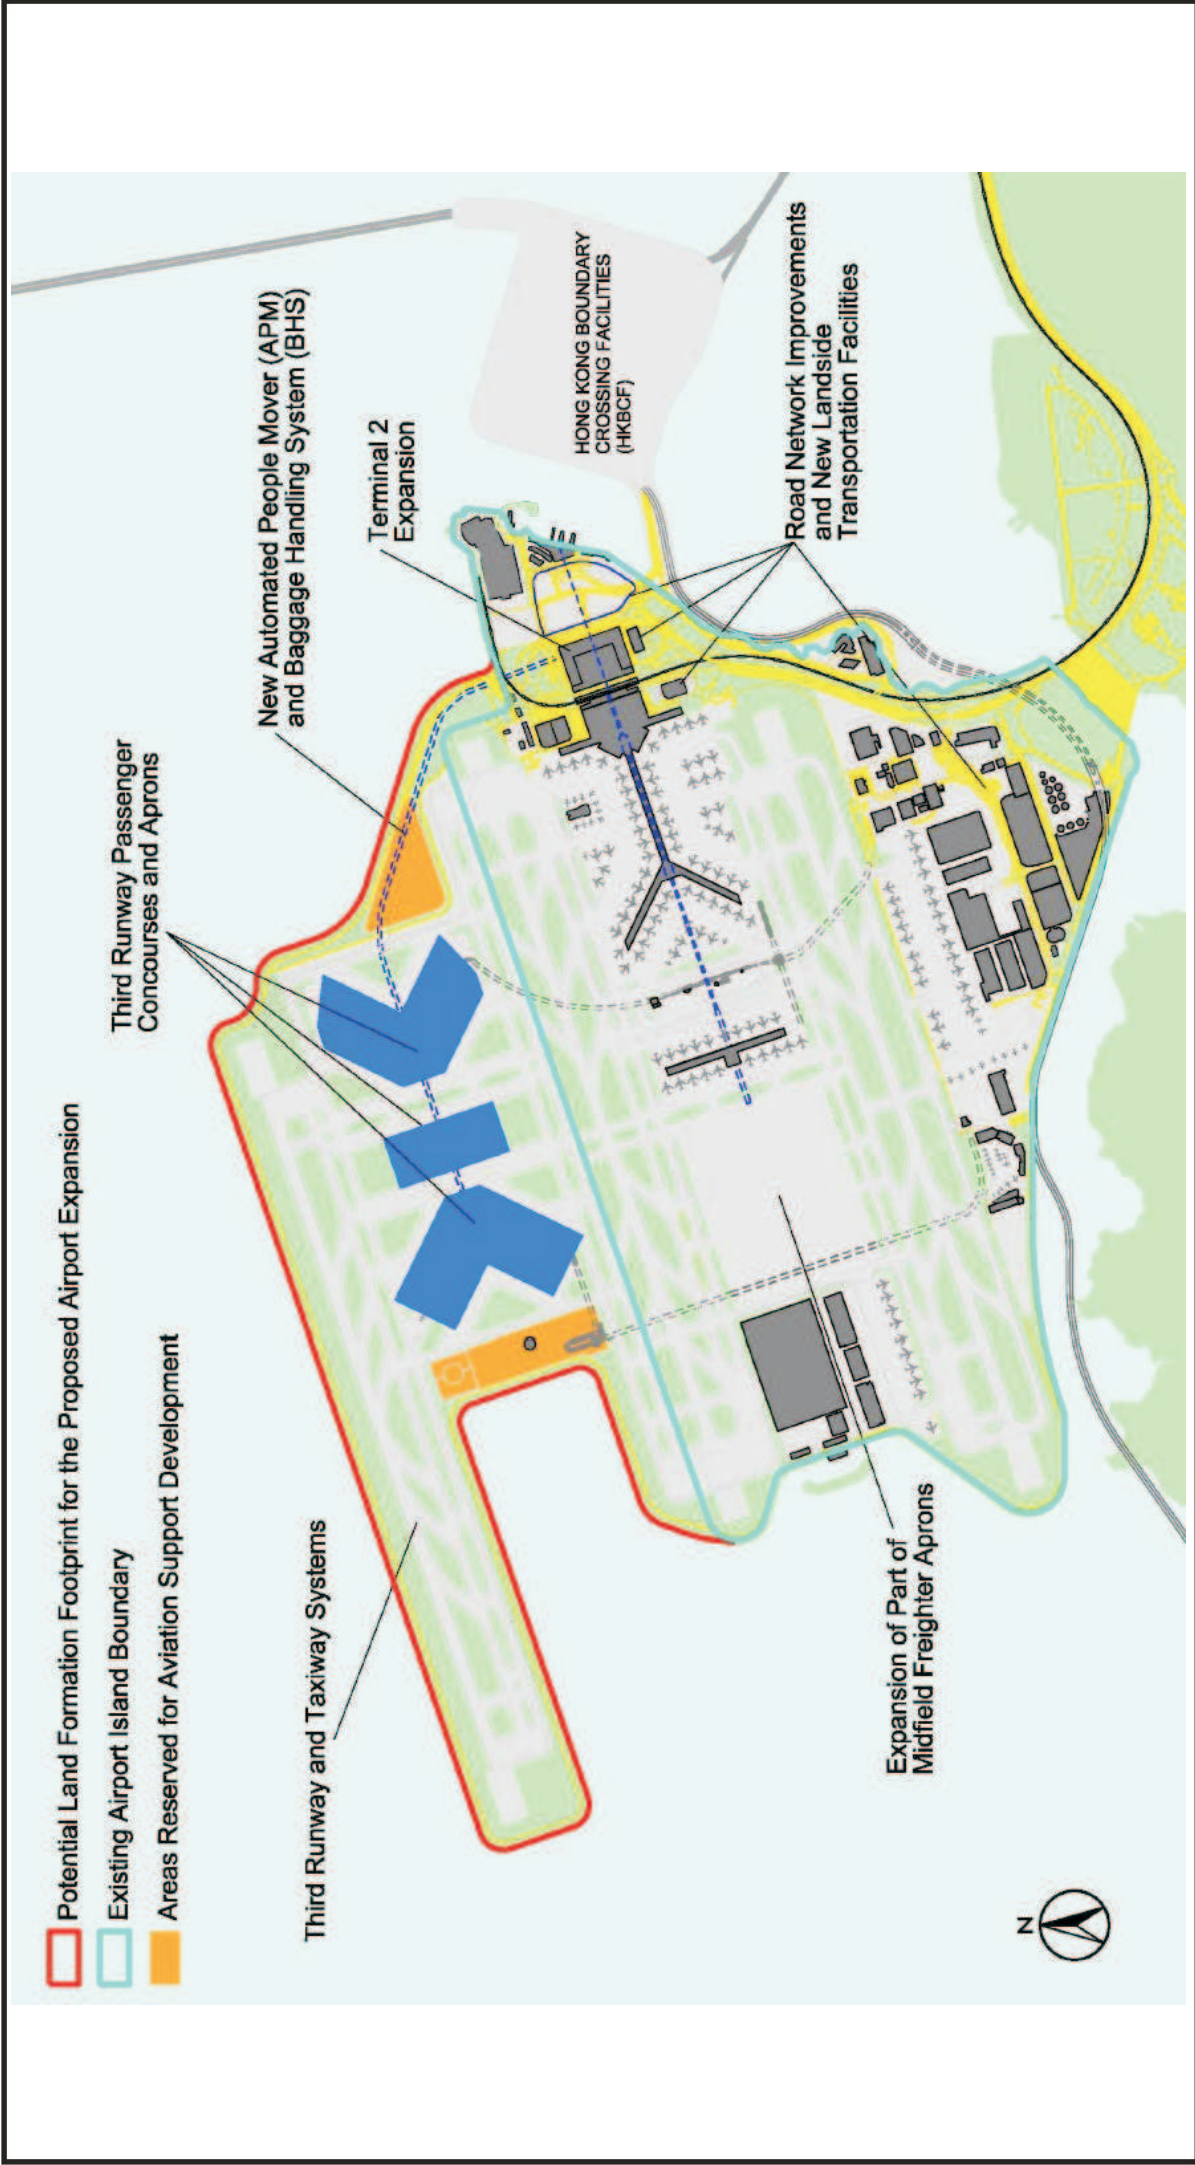 Potential Land Formation Footprint for the Proposed Airport Expansion
Existing Airport Island Boundary
Areas Reserved for Aviation Support Development
Third Runway and Taxiway Systems
Third Runway Passenger
Concourses and Aprons
New Automated People Mover (APM)
and Baggage Handling System (BHS)
Terminal 2
Expansion
HONG KONG BOUNDARY
CROSSING FACILITIES
(HKBCF)
Road Network Improvements
and New Landside
Transportation Facilities
Expansion of Part of
Midfield Freighter Aprons
N